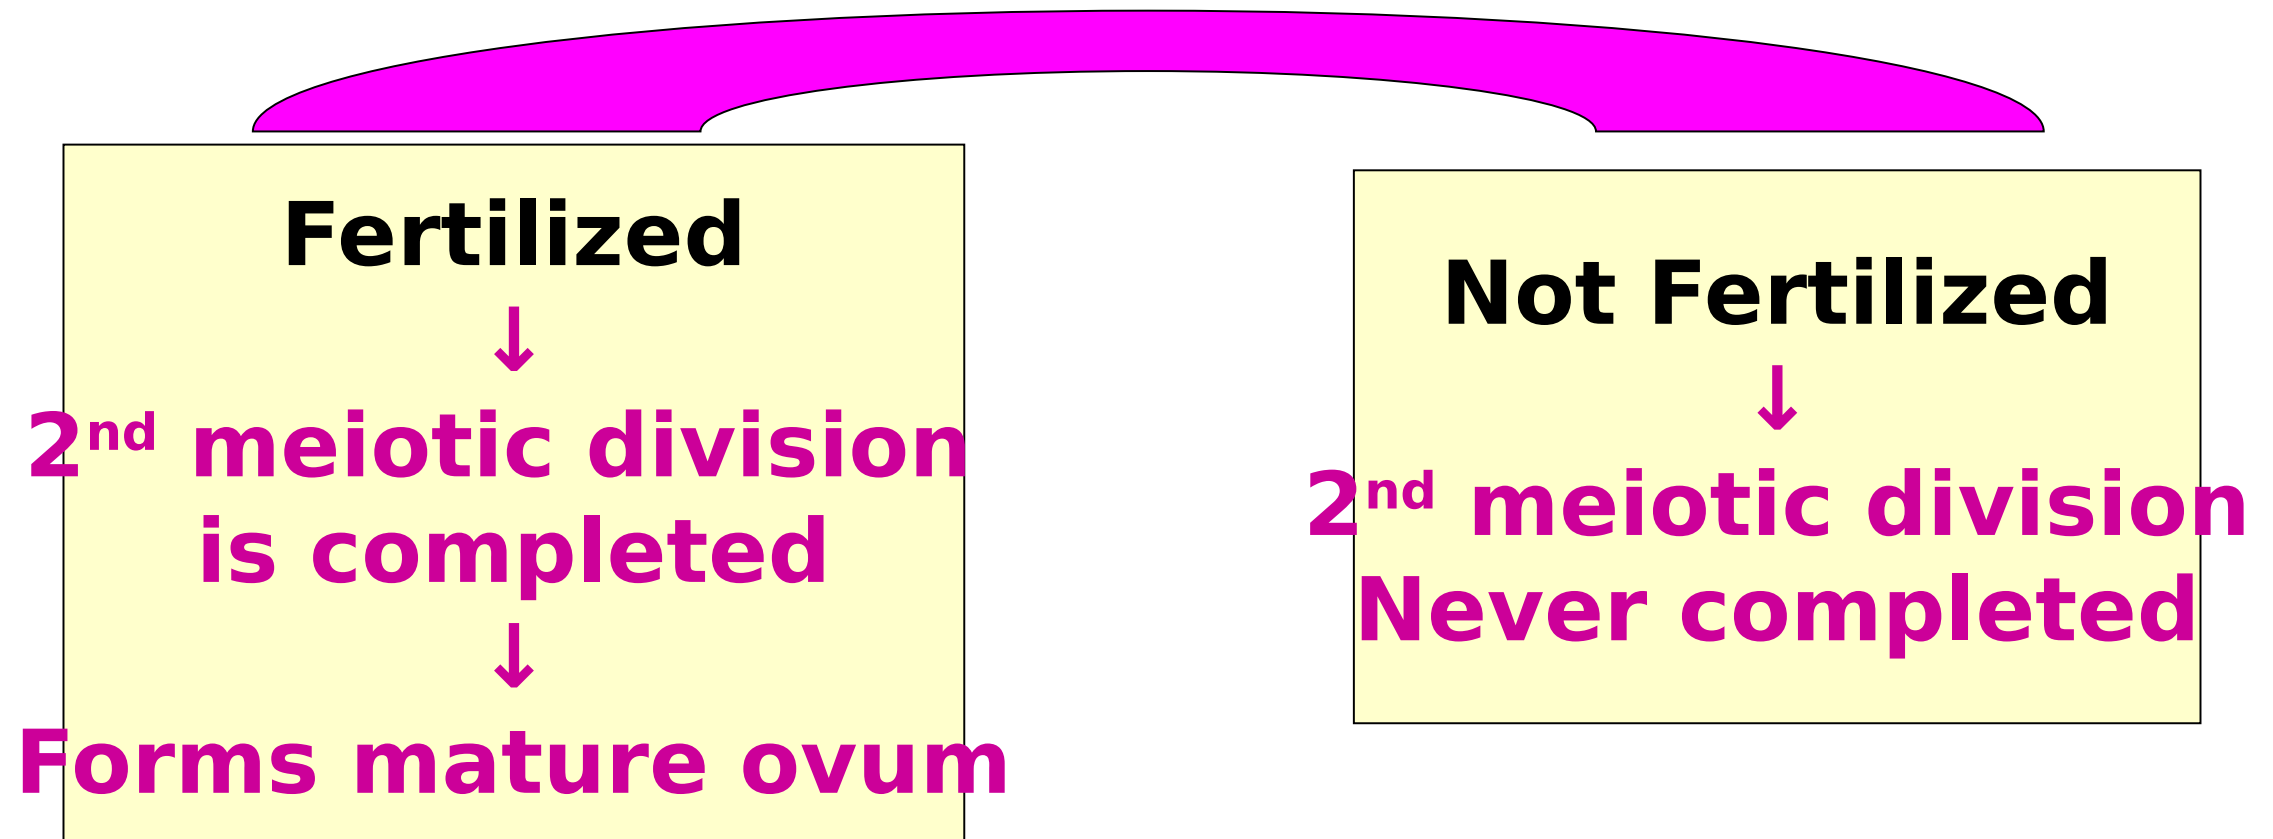 Fertilized
↓
2nd meiotic division
is completed
↓
Forms mature ovum
Not Fertilized
↓
2nd meiotic division
Never completed